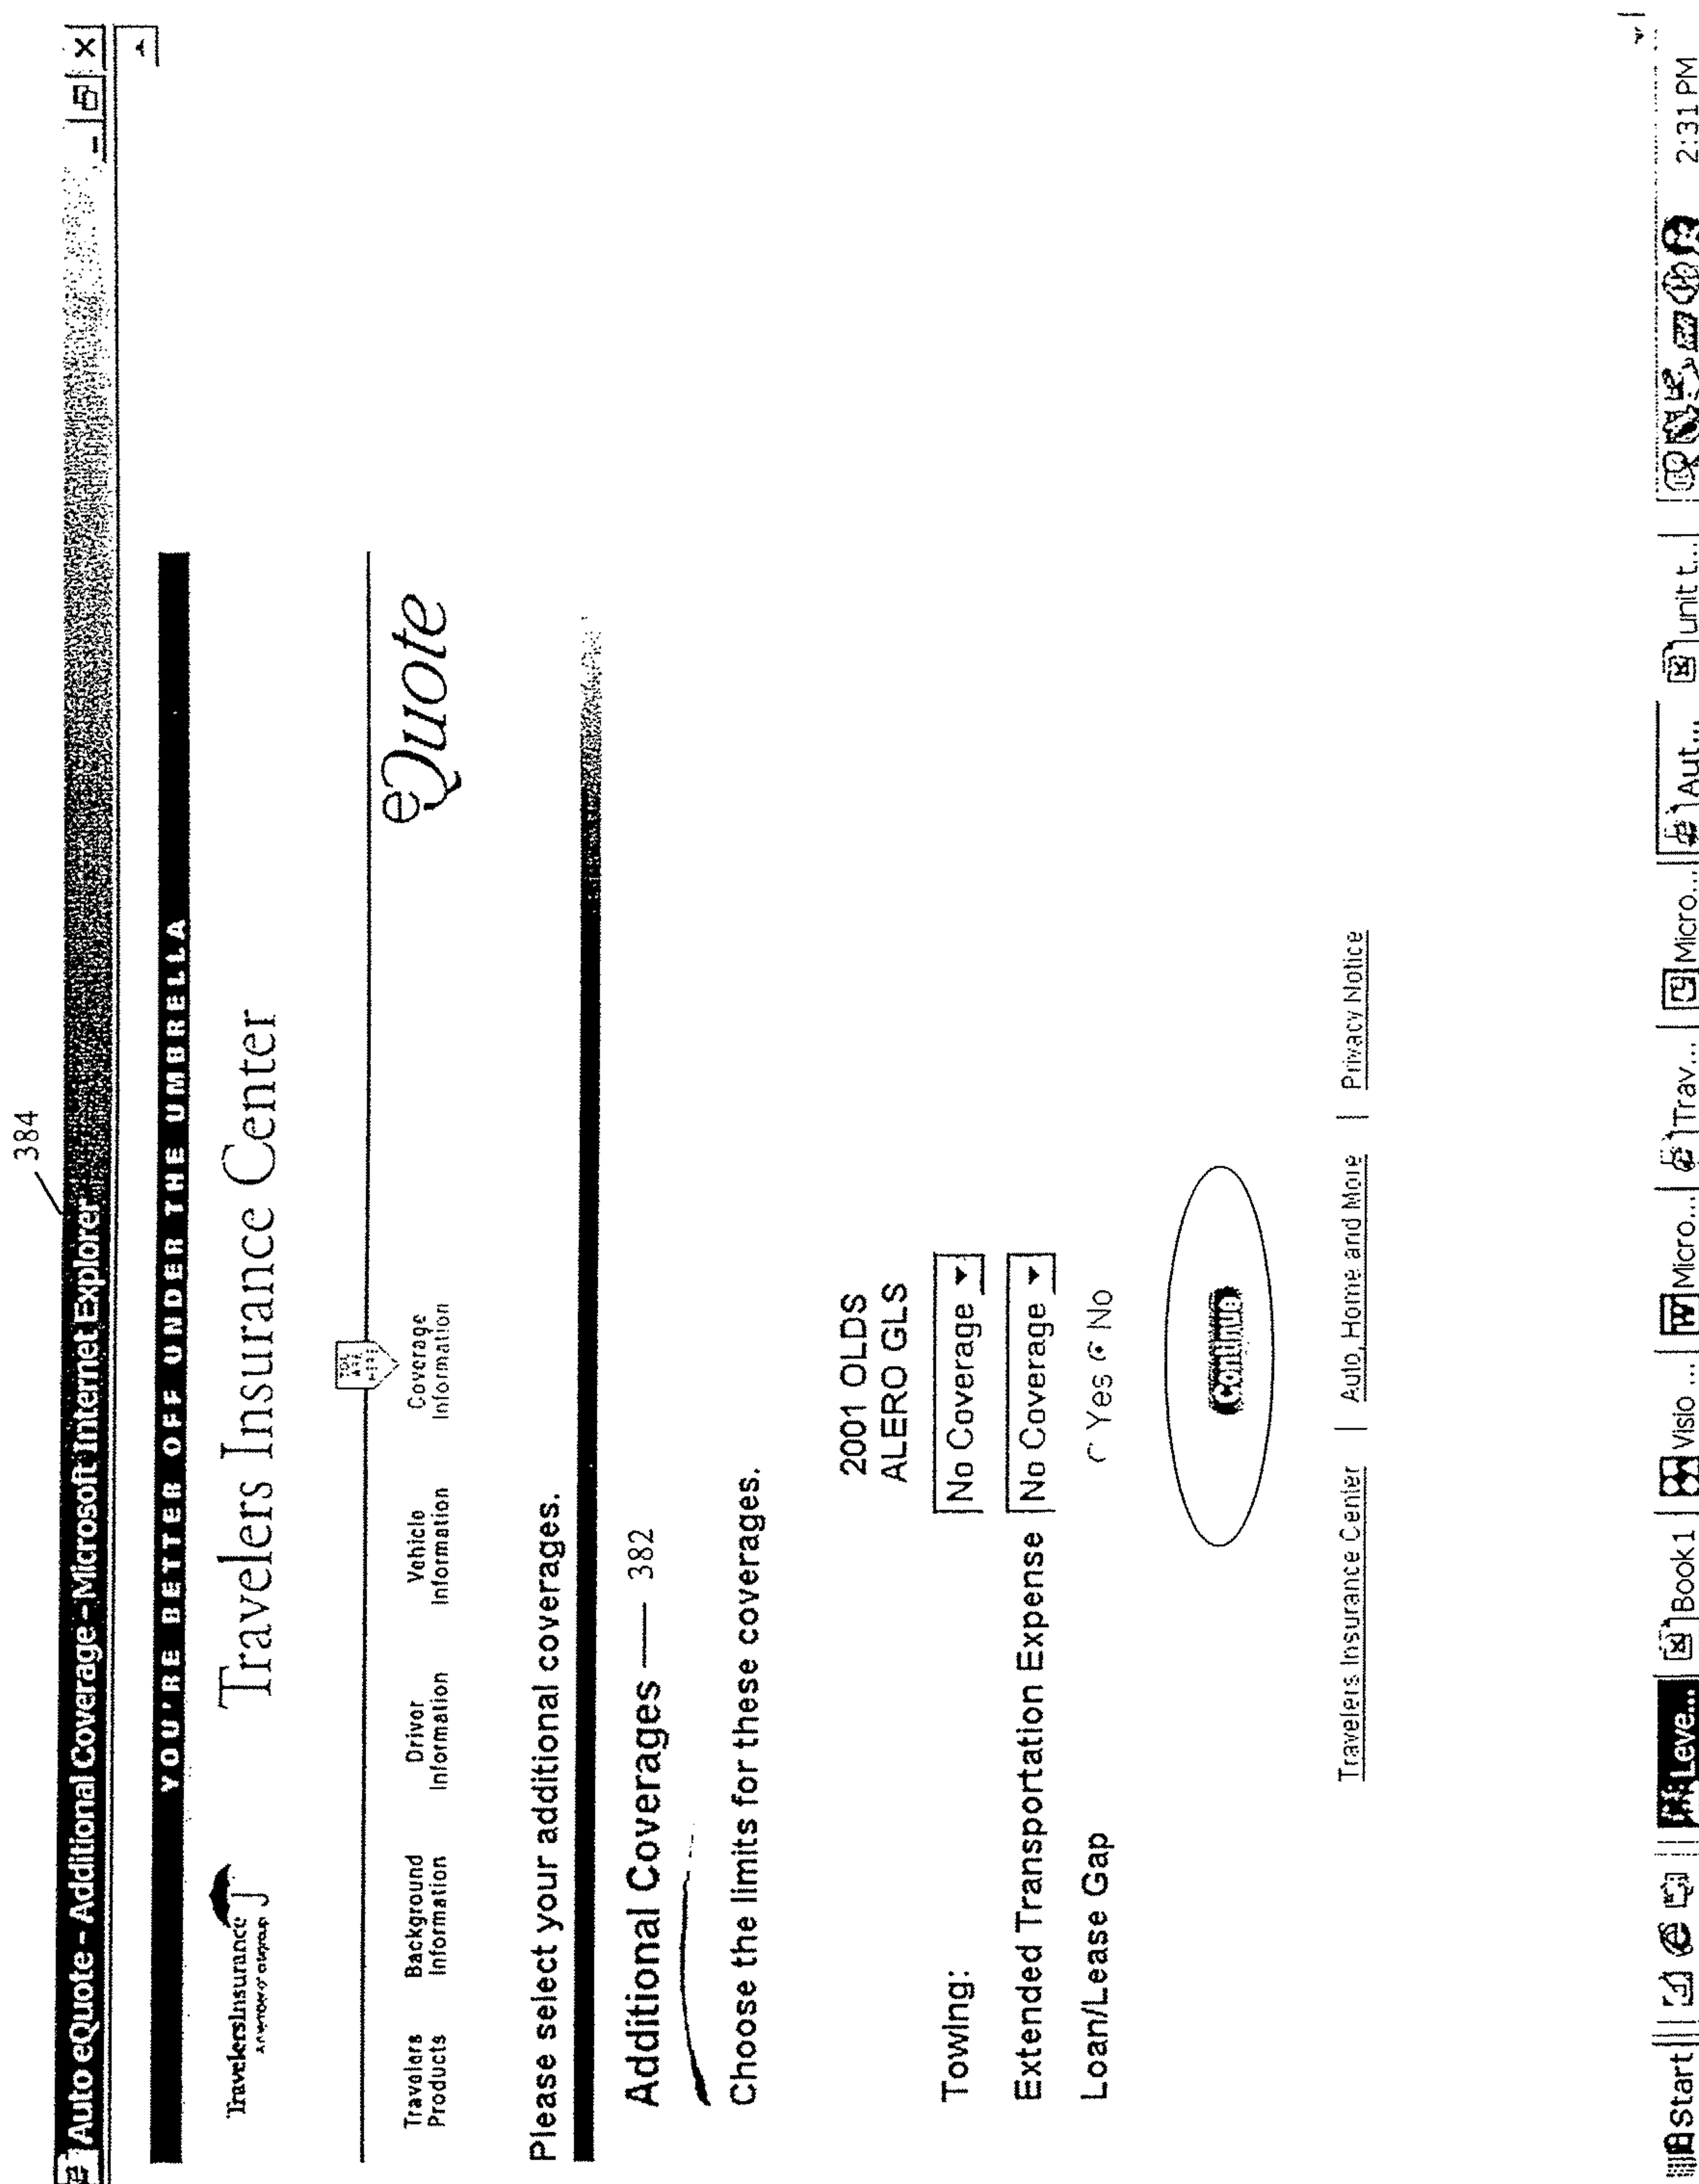 384
Auto eQuote - Additional Coverage - Microsoft Internet Explorer
YOU'RE BETTER OFF UNDER THE UMBRELLA
TravelersInsurance
Travelers Insurance Center
Travelers
Products
Background
Information
Driver
Information
Vehicle
Information
Coverage
Information
eQuote
Please select your additional coverages.
Additional Coverages 382
Choose the limits for these coverages.
2001 OLDS
ALERO GLS
Towing: No Coverage
Extended Transportation Expense No Coverage
Loan/Lease Gap Yes No
Continue
Travelers Insurance Center | Auto, Home and More | Privacy Notice
Start Leve... Book1 Visio ... Micro... Trav... Micro... Aut... unit t... 2:31 PM